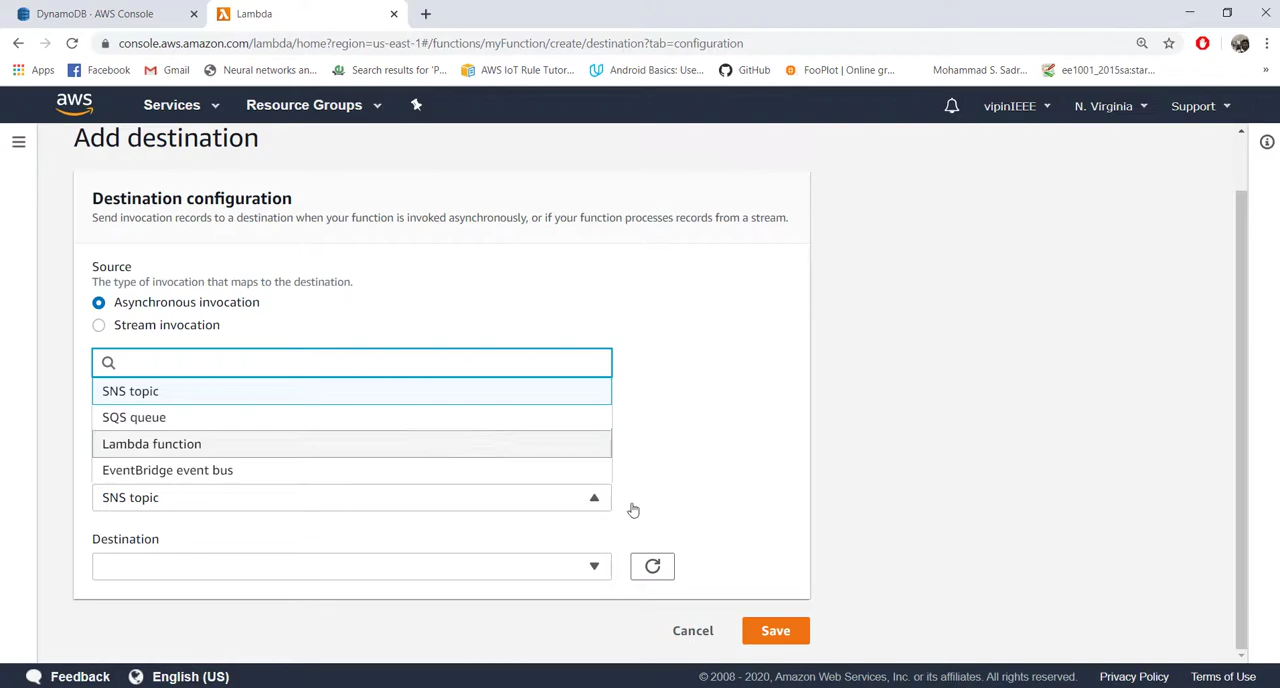 DynamoDB · AWS Console
Lambda
console.aws.amazon.com/lambda/home?region=us-east-1#/functions/myFunction/create/destination?tab=configuration
Apps
Facebook
Gmail
Neural networks an...
Search results for 'P...
AWS IoT Rule Tutor...
Android Basics: Use...
GitHub
FooPlot | Online gr...
Mohammad S. Sadr...
ee1001_2015sa:star...
»
aws
Services
Resource Groups
vipinIEEE
N. Virginia
Support
Add destination
Destination configuration
Send invocation records to a destination when your function is invoked asynchronously, or if your function processes records from a stream.
Source
The type of invocation that maps to the destination.
Asynchronous invocation
Stream invocation
SNS topic
SQS queue
Lambda function
EventBridge event bus
SNS topic
Destination
Cancel
Save
Feedback
English (US)
© 2008 - 2020, Amazon Web Services, Inc. or its affiliates. All rights reserved.
Privacy Policy
Terms of Use